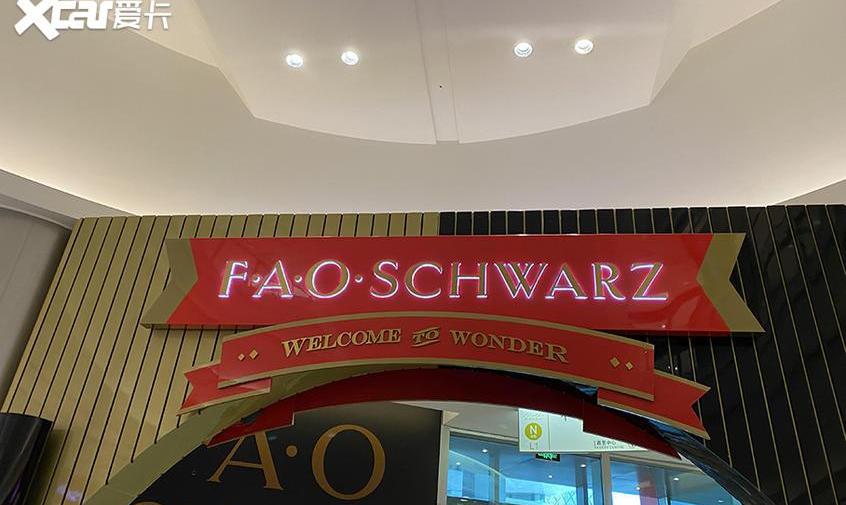 Xcar爱卡
F·A·O·SCHWARZ
WELCOME TO WONDER
A·O
N
L1